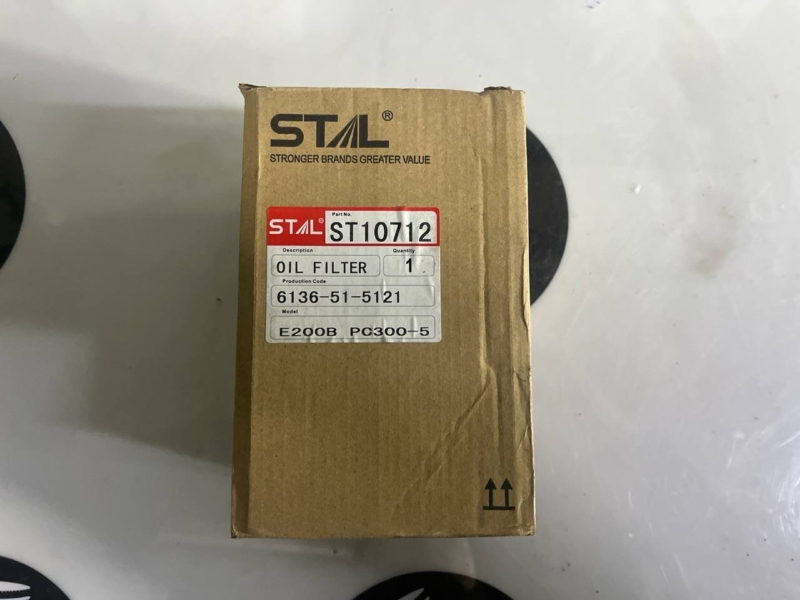 STAL®
STRONGER BRANDS GREATER VALUE
STAL® Part No. ST10712
Description Quantity
OIL FILTER 1
Production Code
6136-51-5121
Model
E200B PC300-5